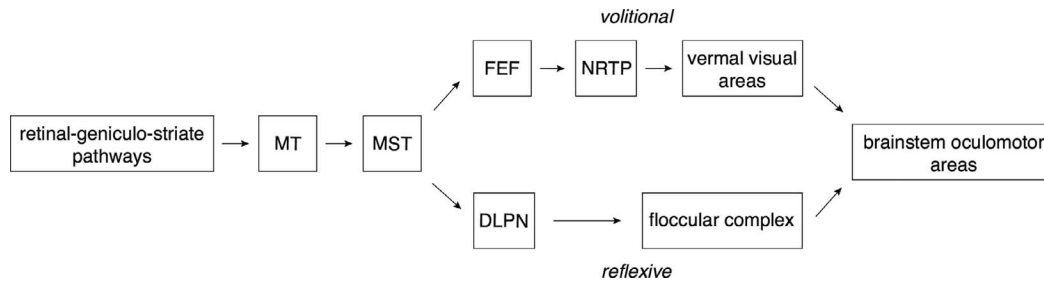 volitional
FEF
NRTP
vermal visual
areas
retinal-geniculo-striate
pathways
MT
MST
brainstem oculomotor
areas
DLPN
floccular complex
reflexive